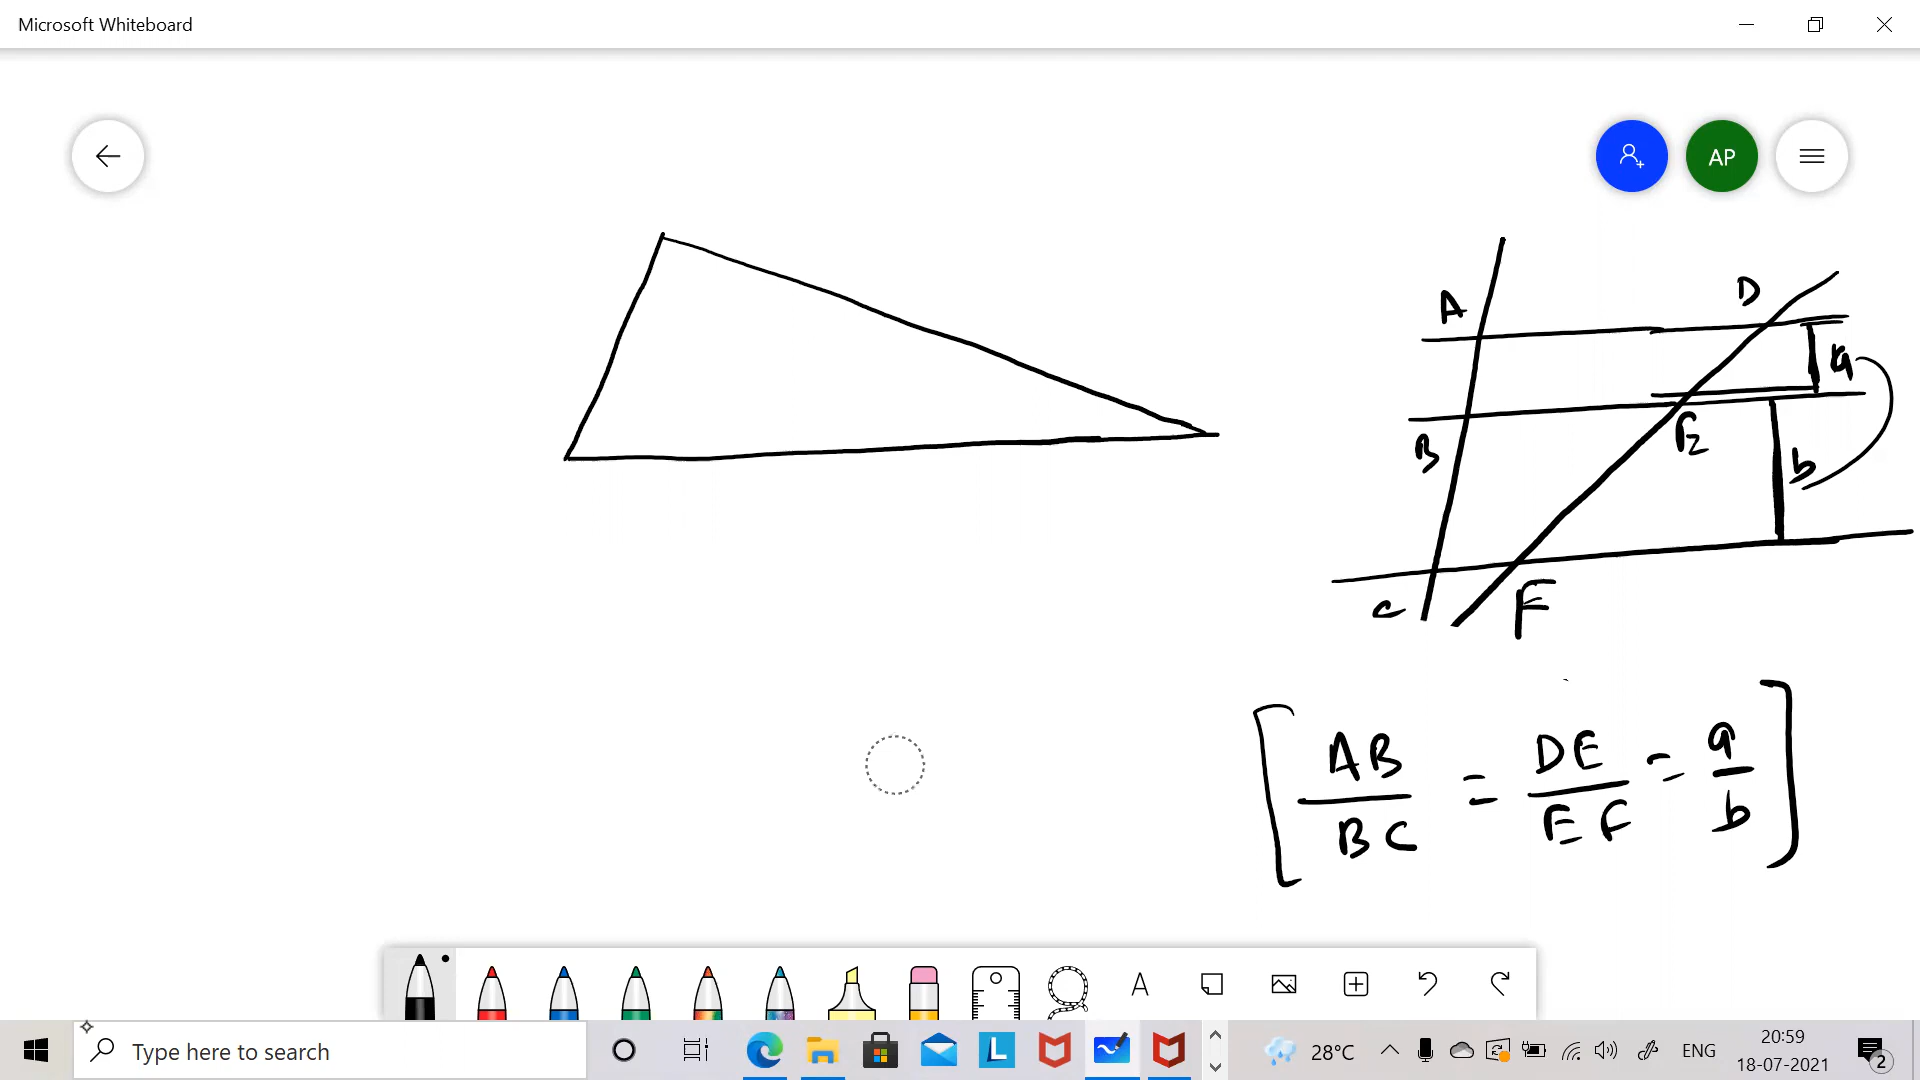 Microsoft Whiteboard
AP
A
D
a
B
E
b
C
F
AB
BC
=
DE
EF
=
a
b
A
L
Type here to search
28°C
ENG
20:59
18-07-2021
2